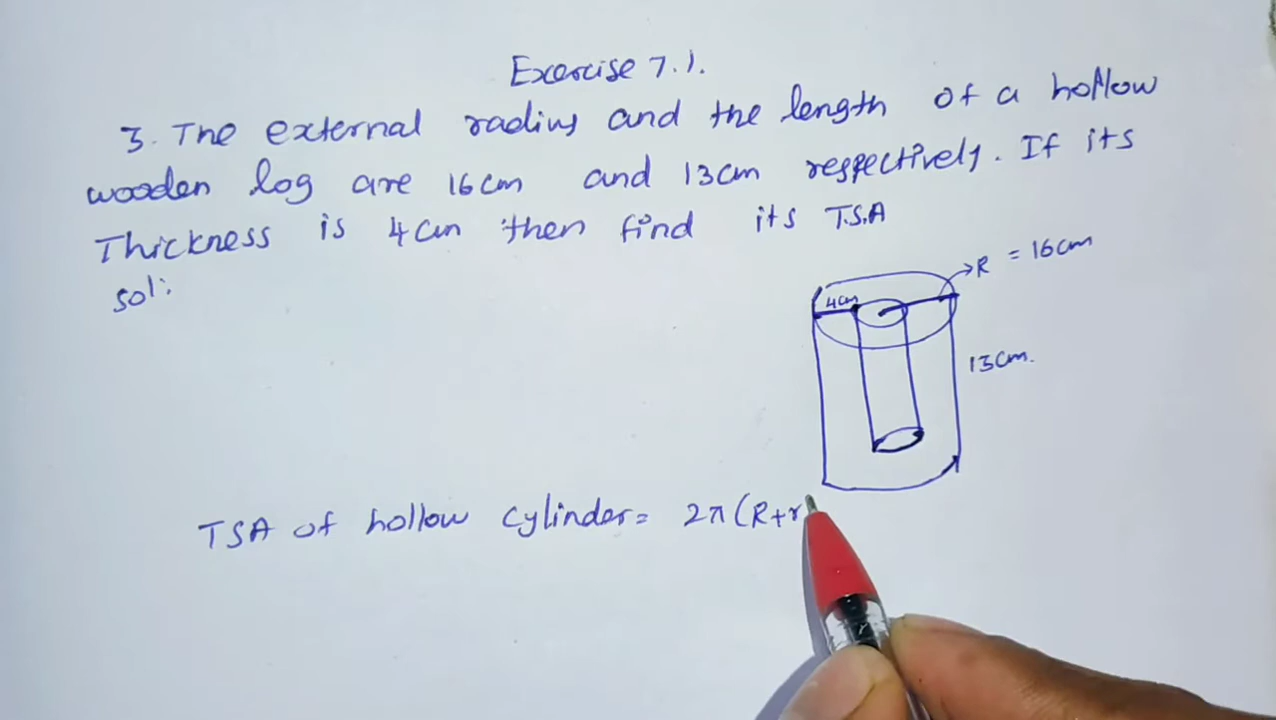 Exercise 7.1.
3. The external radius and the length of a hollow
wooden log are 16cm and 13cm respectively. If its
Thickness is 4cm then find its T.S.A
sol:
R = 16cm
4cm
13cm.
TSA of hollow cylinder = 2π(R+r